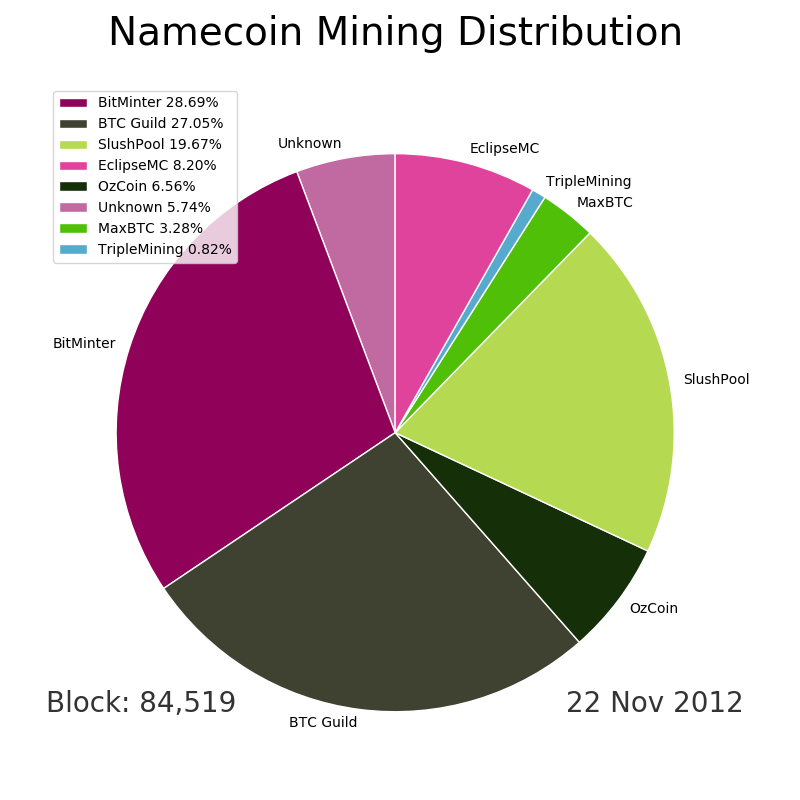 Namecoin Mining Distribution
BitMinter 28.69%
BTC Guild 27.05%
SlushPool 19.67%
EclipseMC 8.20%
OzCoin 6.56%
Unknown 5.74%
MaxBTC 3.28%
TripleMining 0.82%
Unknown
EclipseMC
TripleMining
MaxBTC
BitMinter
SlushPool
OzCoin
BTC Guild
Block: 84,519
22 Nov 2012